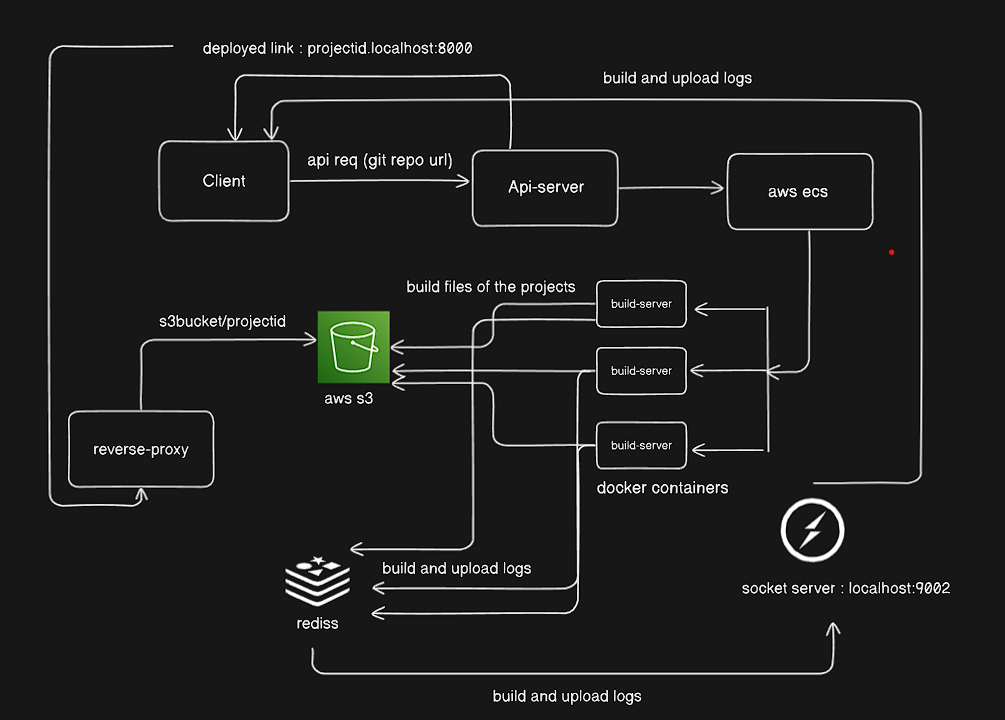 deployed link : projectid.localhost:8000
build and upload logs
api req (git repo url)
Client
Api-server
aws ecs
build files of the projects
build-server
s3bucket/projectid
build-server
aws s3
build-server
reverse-proxy
docker containers
build and upload logs
socket server : localhost:9002
rediss
build and upload logs